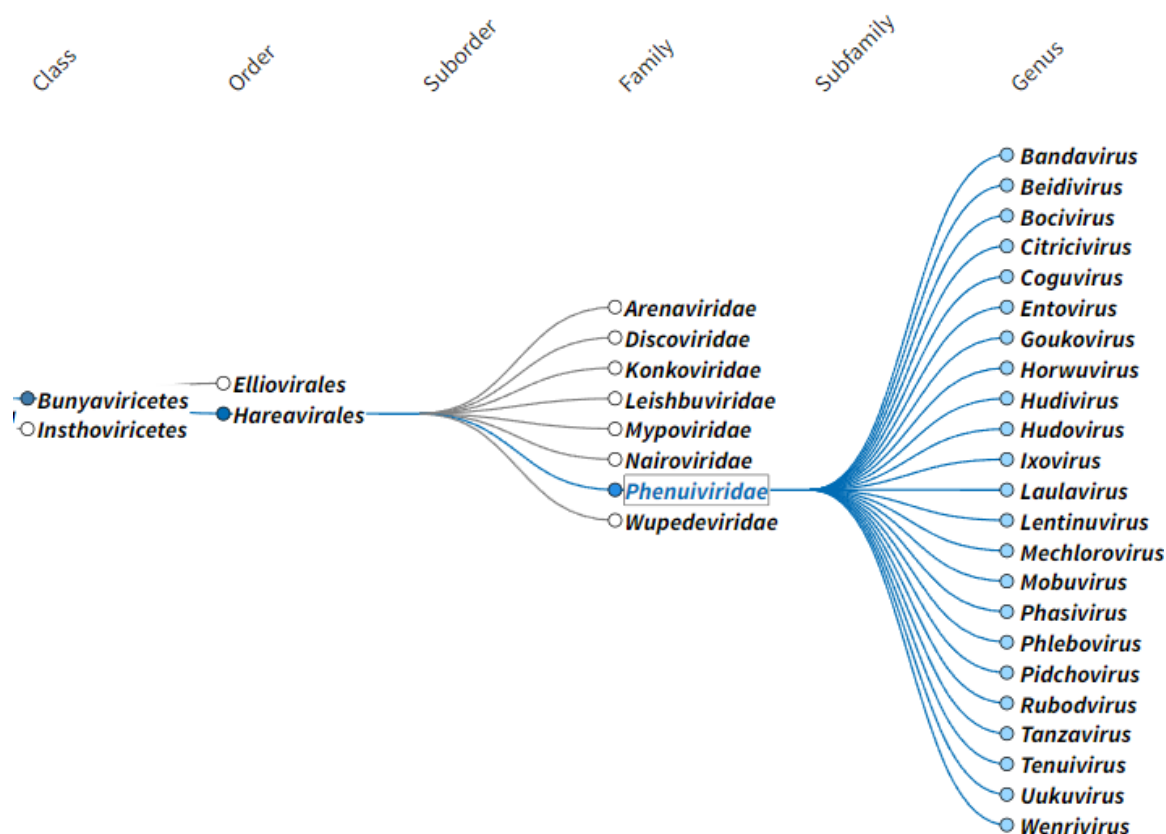 Class
Order
Suborder
Family
Subfamily
Genus
Bunyaviricetes
Insthoviricetes
Elliovirales
Hareavirales
Arenaviridae
Discoviridae
Konkoviridae
Leishbuviridae
Mypoviridae
Nairoviridae
Phenuiviridae
Wupedeviridae
Bandavirus
Beidivirus
Bocivirus
Citricivirus
Coguvirus
Entovirus
Goukovirus
Horwuvirus
Hudivirus
Hudovirus
Ixovirus
Laulavirus
Lentinuvirus
Mechlorovirus
Mobuvirus
Phasivirus
Phlebovirus
Pidchovirus
Rubodvirus
Tanzavirus
Tenuivirus
Uukuvirus
Wenrivirus